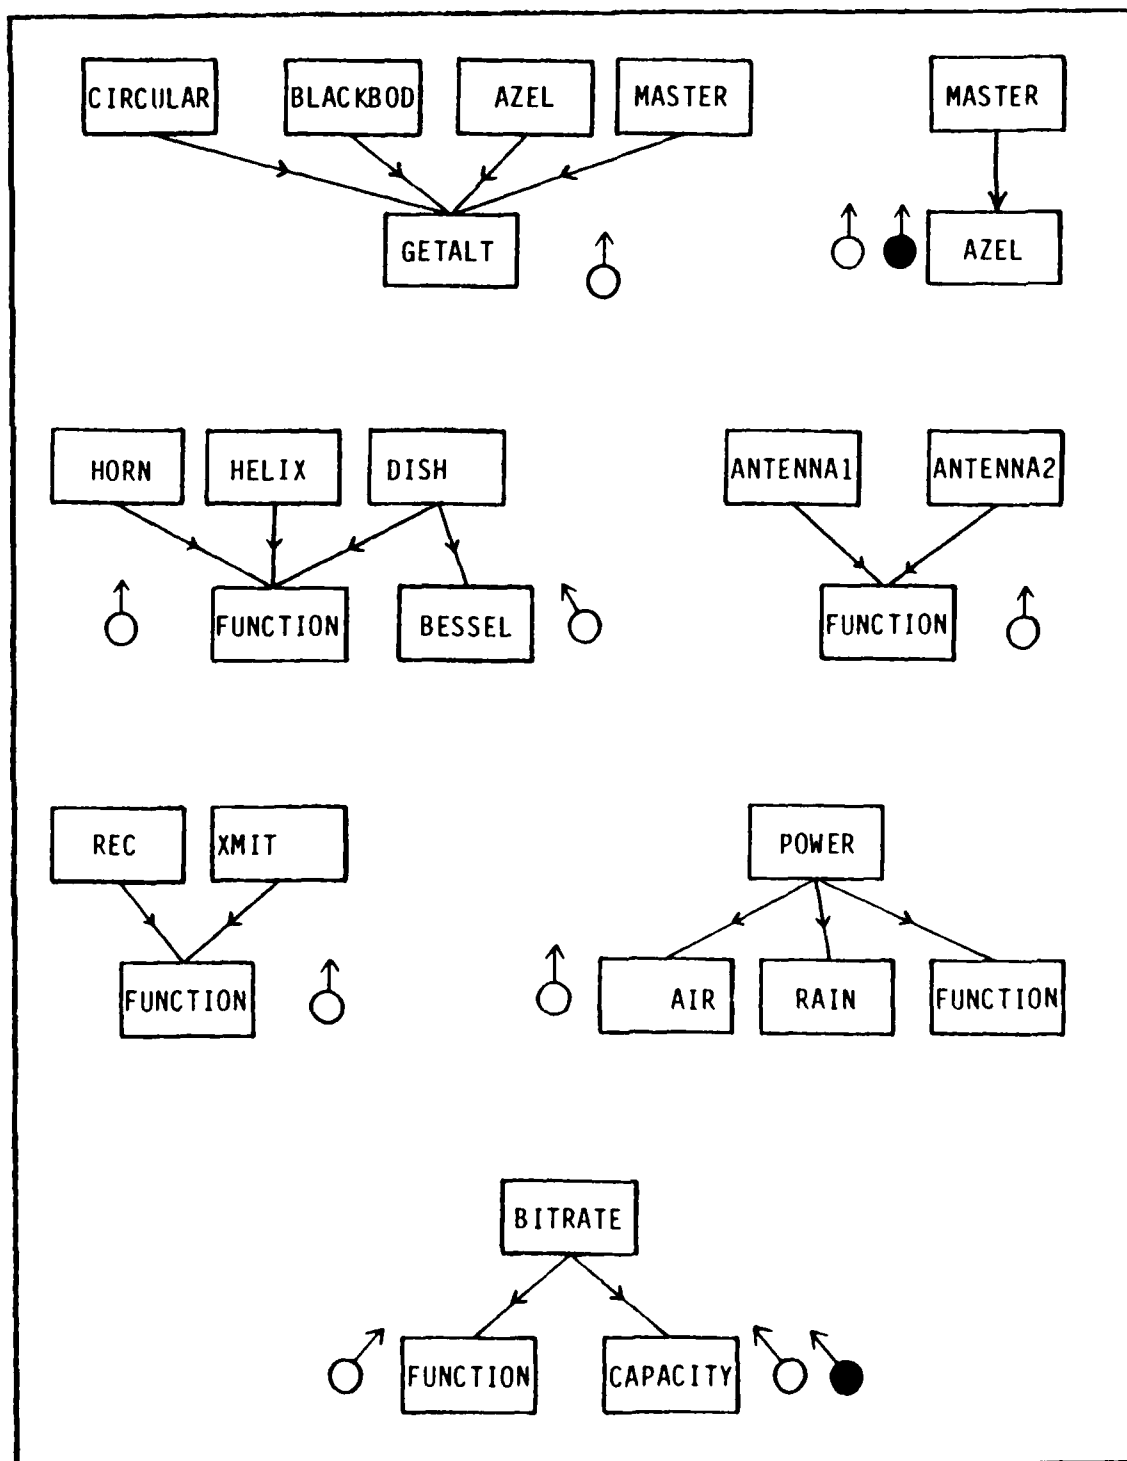 CIRCULAR BLACKBOD AZEL MASTER MASTER
GETALT AZEL
HORN HELIX DISH ANTENNA1 ANTENNA2
FUNCTION BESSEL FUNCTION
REC XMIT POWER
FUNCTION AIR RAIN FUNCTION
BITRATE
FUNCTION CAPACITY